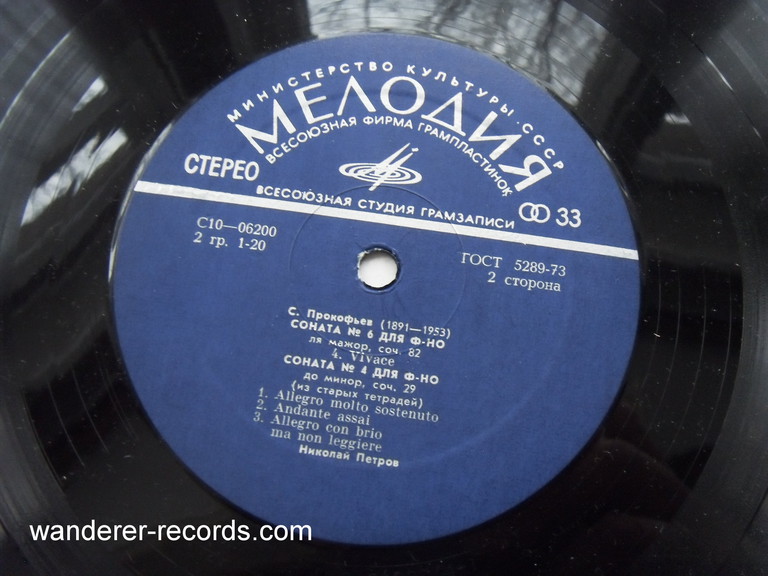 МИНИСТЕРСТВО КУЛЬТУРЫ СССР
МЕЛОДИЯ
ВСЕСОЮЗНАЯ ФИРМА ГРАМПЛАСТИНОК
СТЕРЕО
ВСЕСОЮЗНАЯ СТУДИЯ ГРАМЗАПИСИ
33
С10—06200
2 гр. 1-20
ГОСТ 5289-73
2 сторона
С. Прокофьев (1891—1953)
СОНАТА № 6 ДЛЯ Ф-НО
ля мажор, соч. 82
4. Vivace
СОНАТА № 4 ДЛЯ Ф-НО
до минор, соч. 29
(из старых тетрадей)
1. Allegro molto sostenuto
2. Andante assai
3. Allegro con brio
ma non leggiere
Николай Петров
wanderer-records.com